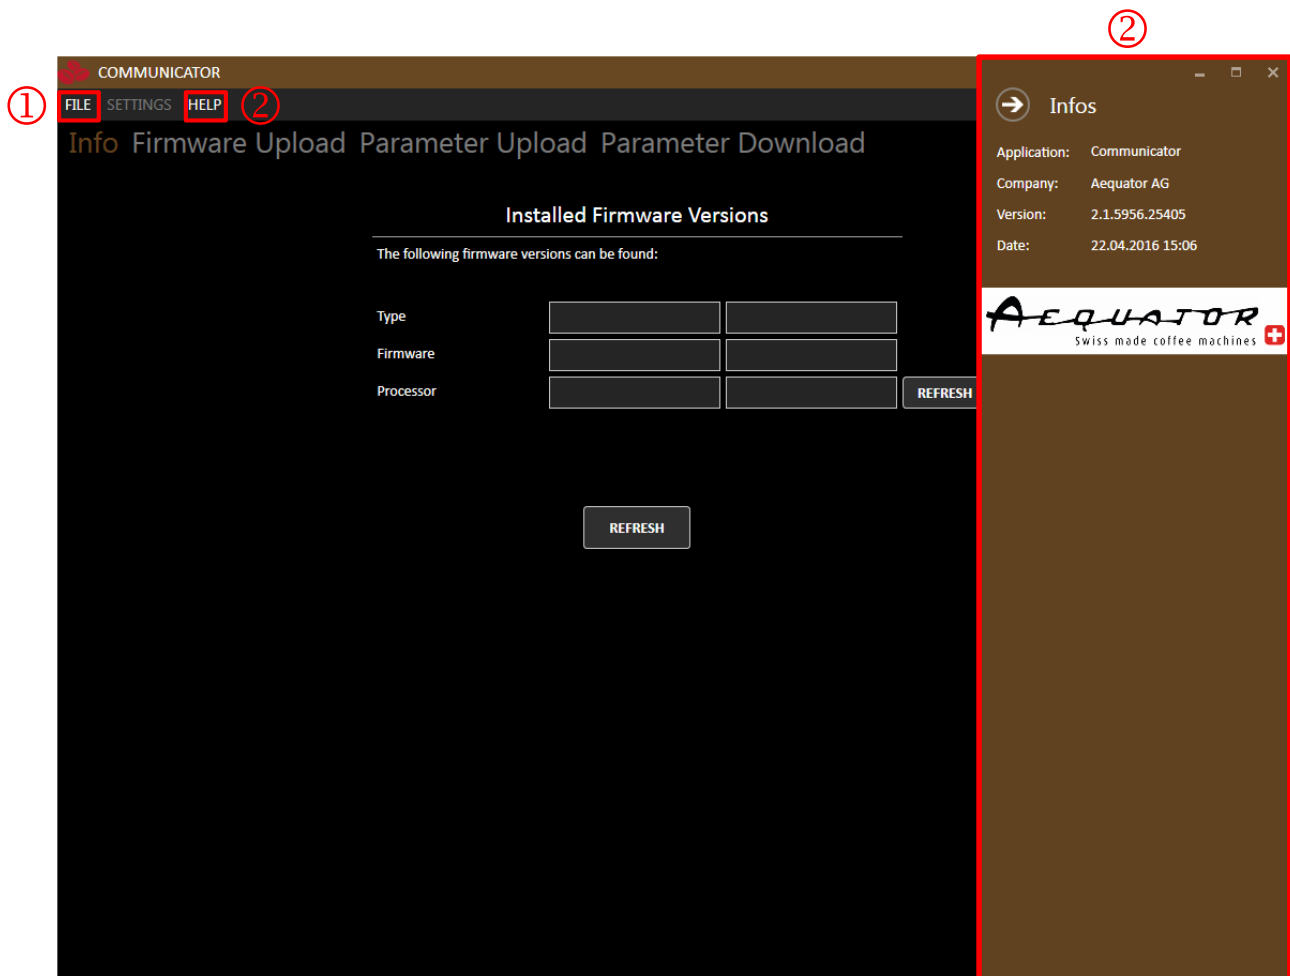 ②
COMMUNICATOR
① FILE SETTINGS HELP ②
Infos
Info Firmware Upload Parameter Upload Parameter Download
Application: Communicator
Company: Aequator AG
Version: 2.1.5956.25405
Date: 22.04.2016 15:06
Installed Firmware Versions
The following firmware versions can be found:
Type
Firmware
Processor
REFRESH
REFRESH
AEQUATOR
Swiss made coffee machines